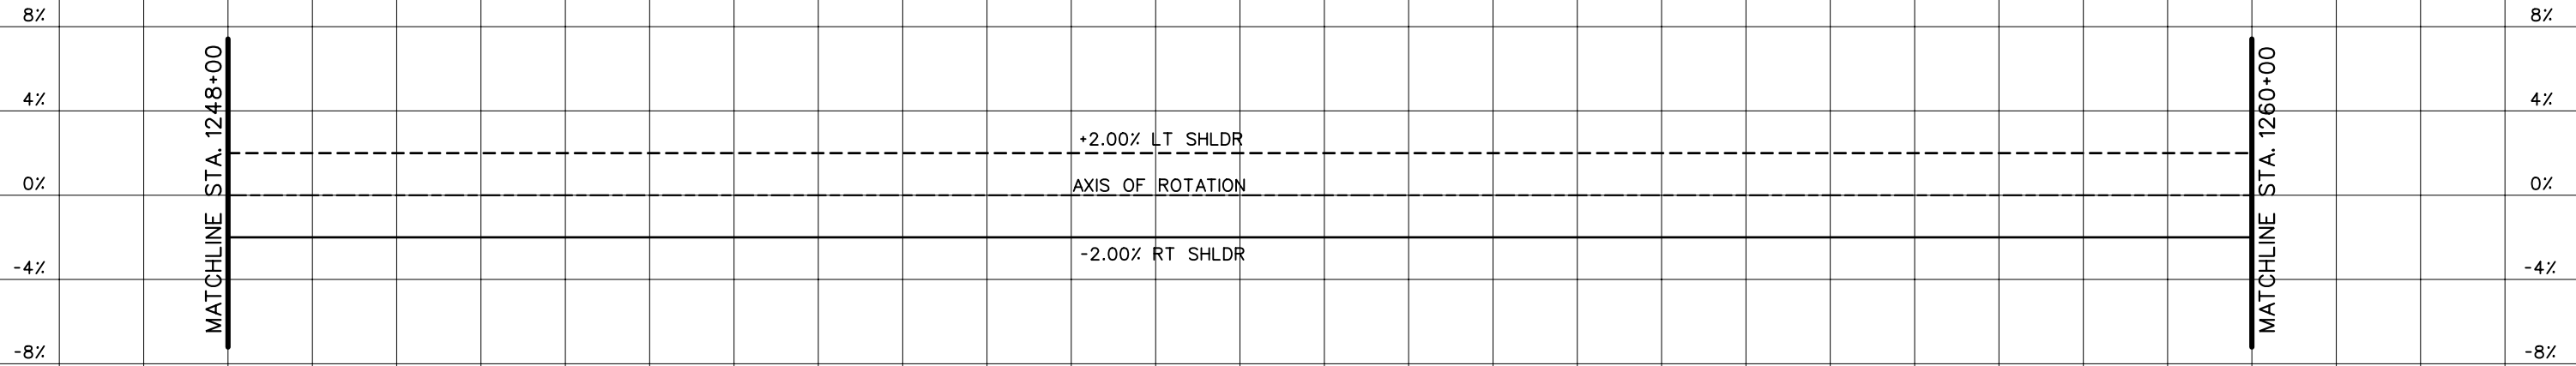 8% 8%
MATCHLINE STA. 1248+00
MATCHLINE STA. 1260+00
4% 4%
+2.00% LT SHLDR
0% 0%
AXIS OF ROTATION
-2.00% RT SHLDR
-4% -4%
-8% -8%